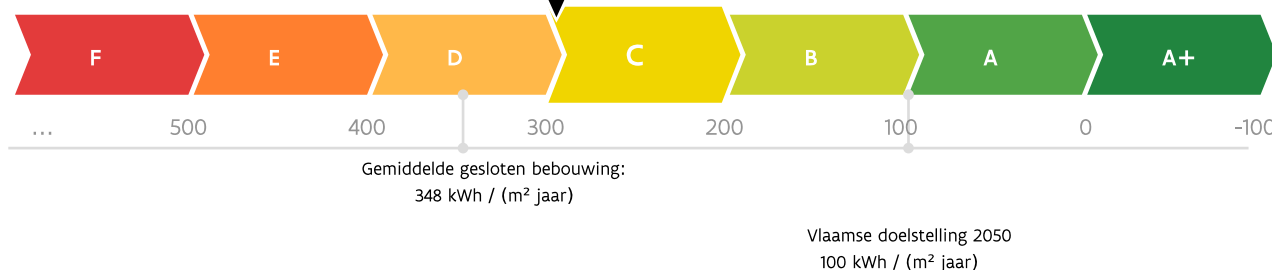 F E D C B A A+
... 500 400 300 200 100 0 -100
Gemiddelde gesloten bebouwing:
348 kWh / (m² jaar)
Vlaamse doelstelling 2050
100 kWh / (m² jaar)